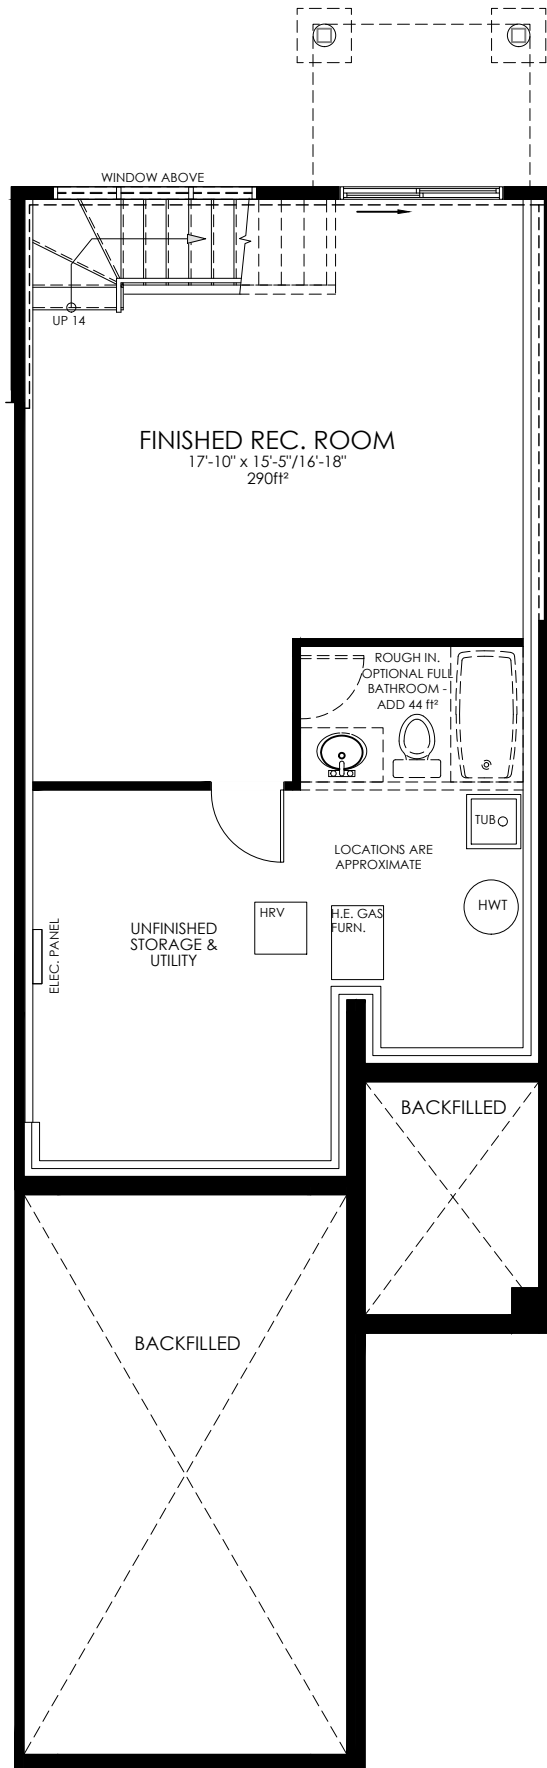 WINDOW ABOVE
UP 14
FINISHED REC. ROOM
17'-10" x 15'-5"/16'-18"
290ft²
ROUGH IN.
OPTIONAL FULL
BATHROOM -
ADD 44 ft²
TUB
LOCATIONS ARE
APPROXIMATE
HWT
HRV
H.E. GAS
FURN.
UNFINISHED
STORAGE &
UTILITY
ELEC. PANEL
BACKFILLED
BACKFILLED